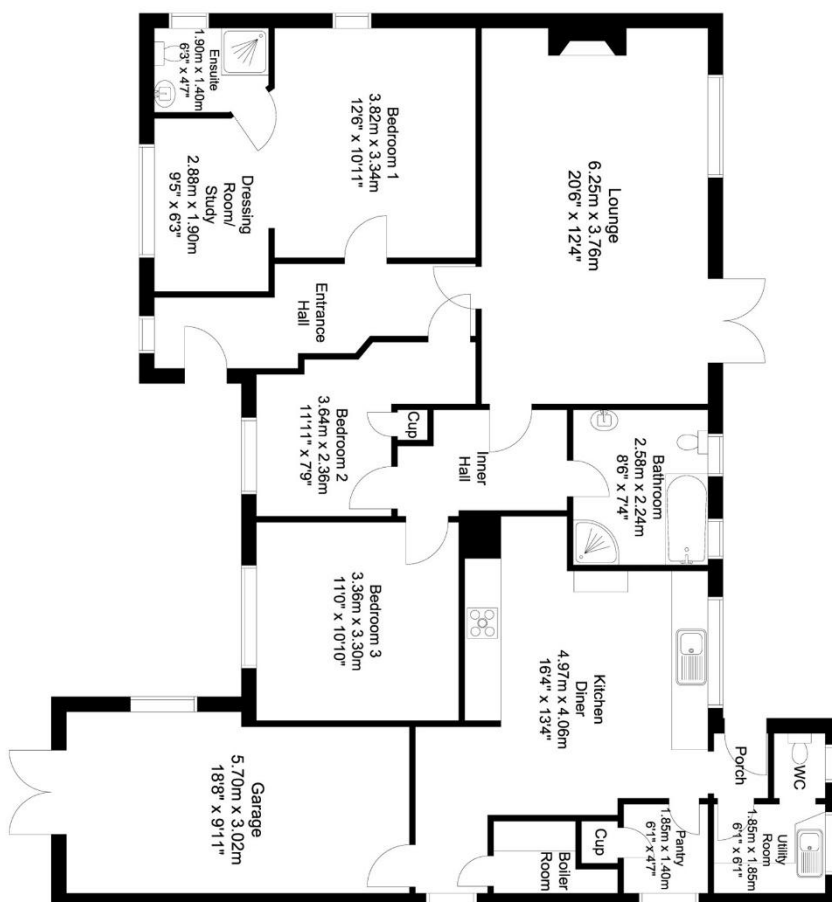 Ensuite
1.90m x 1.40m
6'3" x 4'7"
Bedroom 1
3.82m x 3.34m
12'6" x 10'11"
Lounge
6.25m x 3.76m
20'6" x 12'4"
Dressing
Room/
Study
2.88m x 1.90m
9'5" x 6'3"
Entrance
Hall
Bedroom 2
3.64m x 2.36m
11'11" x 7'9"
Cup
Inner
Hall
Bathroom
2.58m x 2.24m
8'6" x 7'4"
Bedroom 3
3.36m x 3.30m
11'0" x 10'10"
Kitchen
Diner
4.97m x 4.06m
16'4" x 13'4"
Porch
WC
Utility
Room
1.85m x 1.85m
6'1" x 6'1"
Pantry
1.85m x 1.40m
6'1" x 4'7"
Cup
Boiler
Room
Garage
5.70m x 3.02m
18'8" x 9'11"